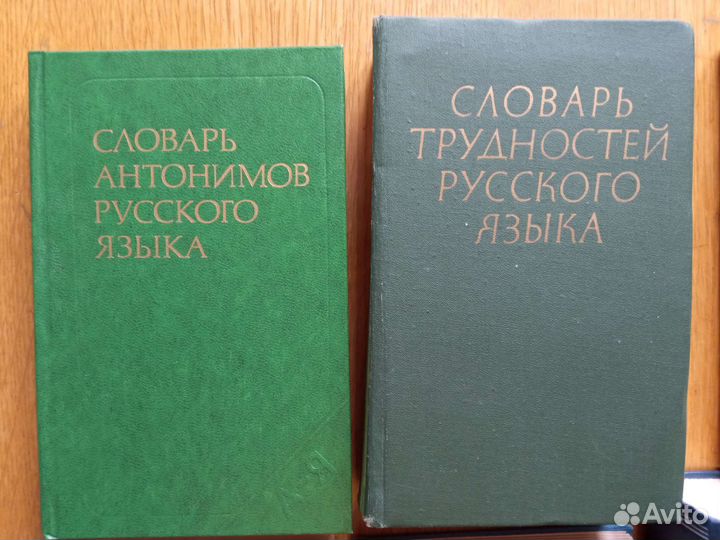 СЛОВАРЬ
АНТОНИМОВ
РУССКОГО
ЯЗЫКА
СЛОВАРЬ
ТРУДНОСТЕЙ
РУССКОГО
ЯЗЫКА
Avito